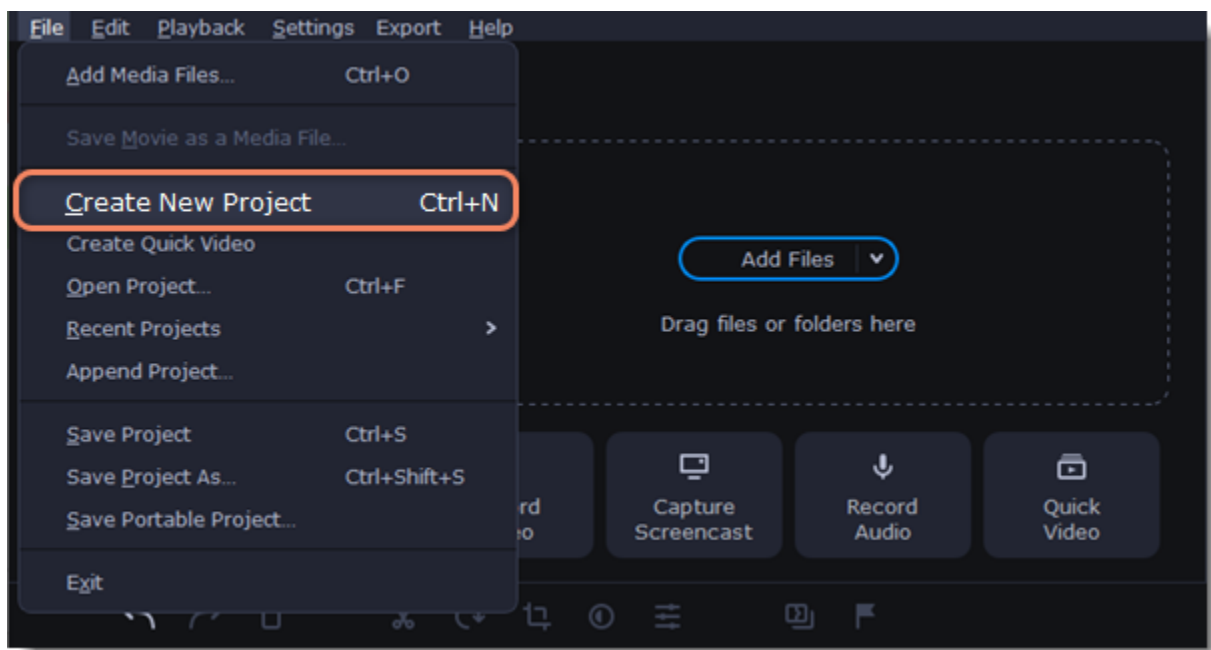 File Edit Playback Settings Export Help
Add Media Files... Ctrl+O
Save Movie as a Media File...
Create New Project Ctrl+N
Create Quick Video
Open Project... Ctrl+F
Recent Projects
Append Project...
Save Project Ctrl+S
Save Project As... Ctrl+Shift+S
Save Portable Project...
Exit
Add Files
Drag files or folders here
Capture
Screencast
Record
Audio
Quick
Video